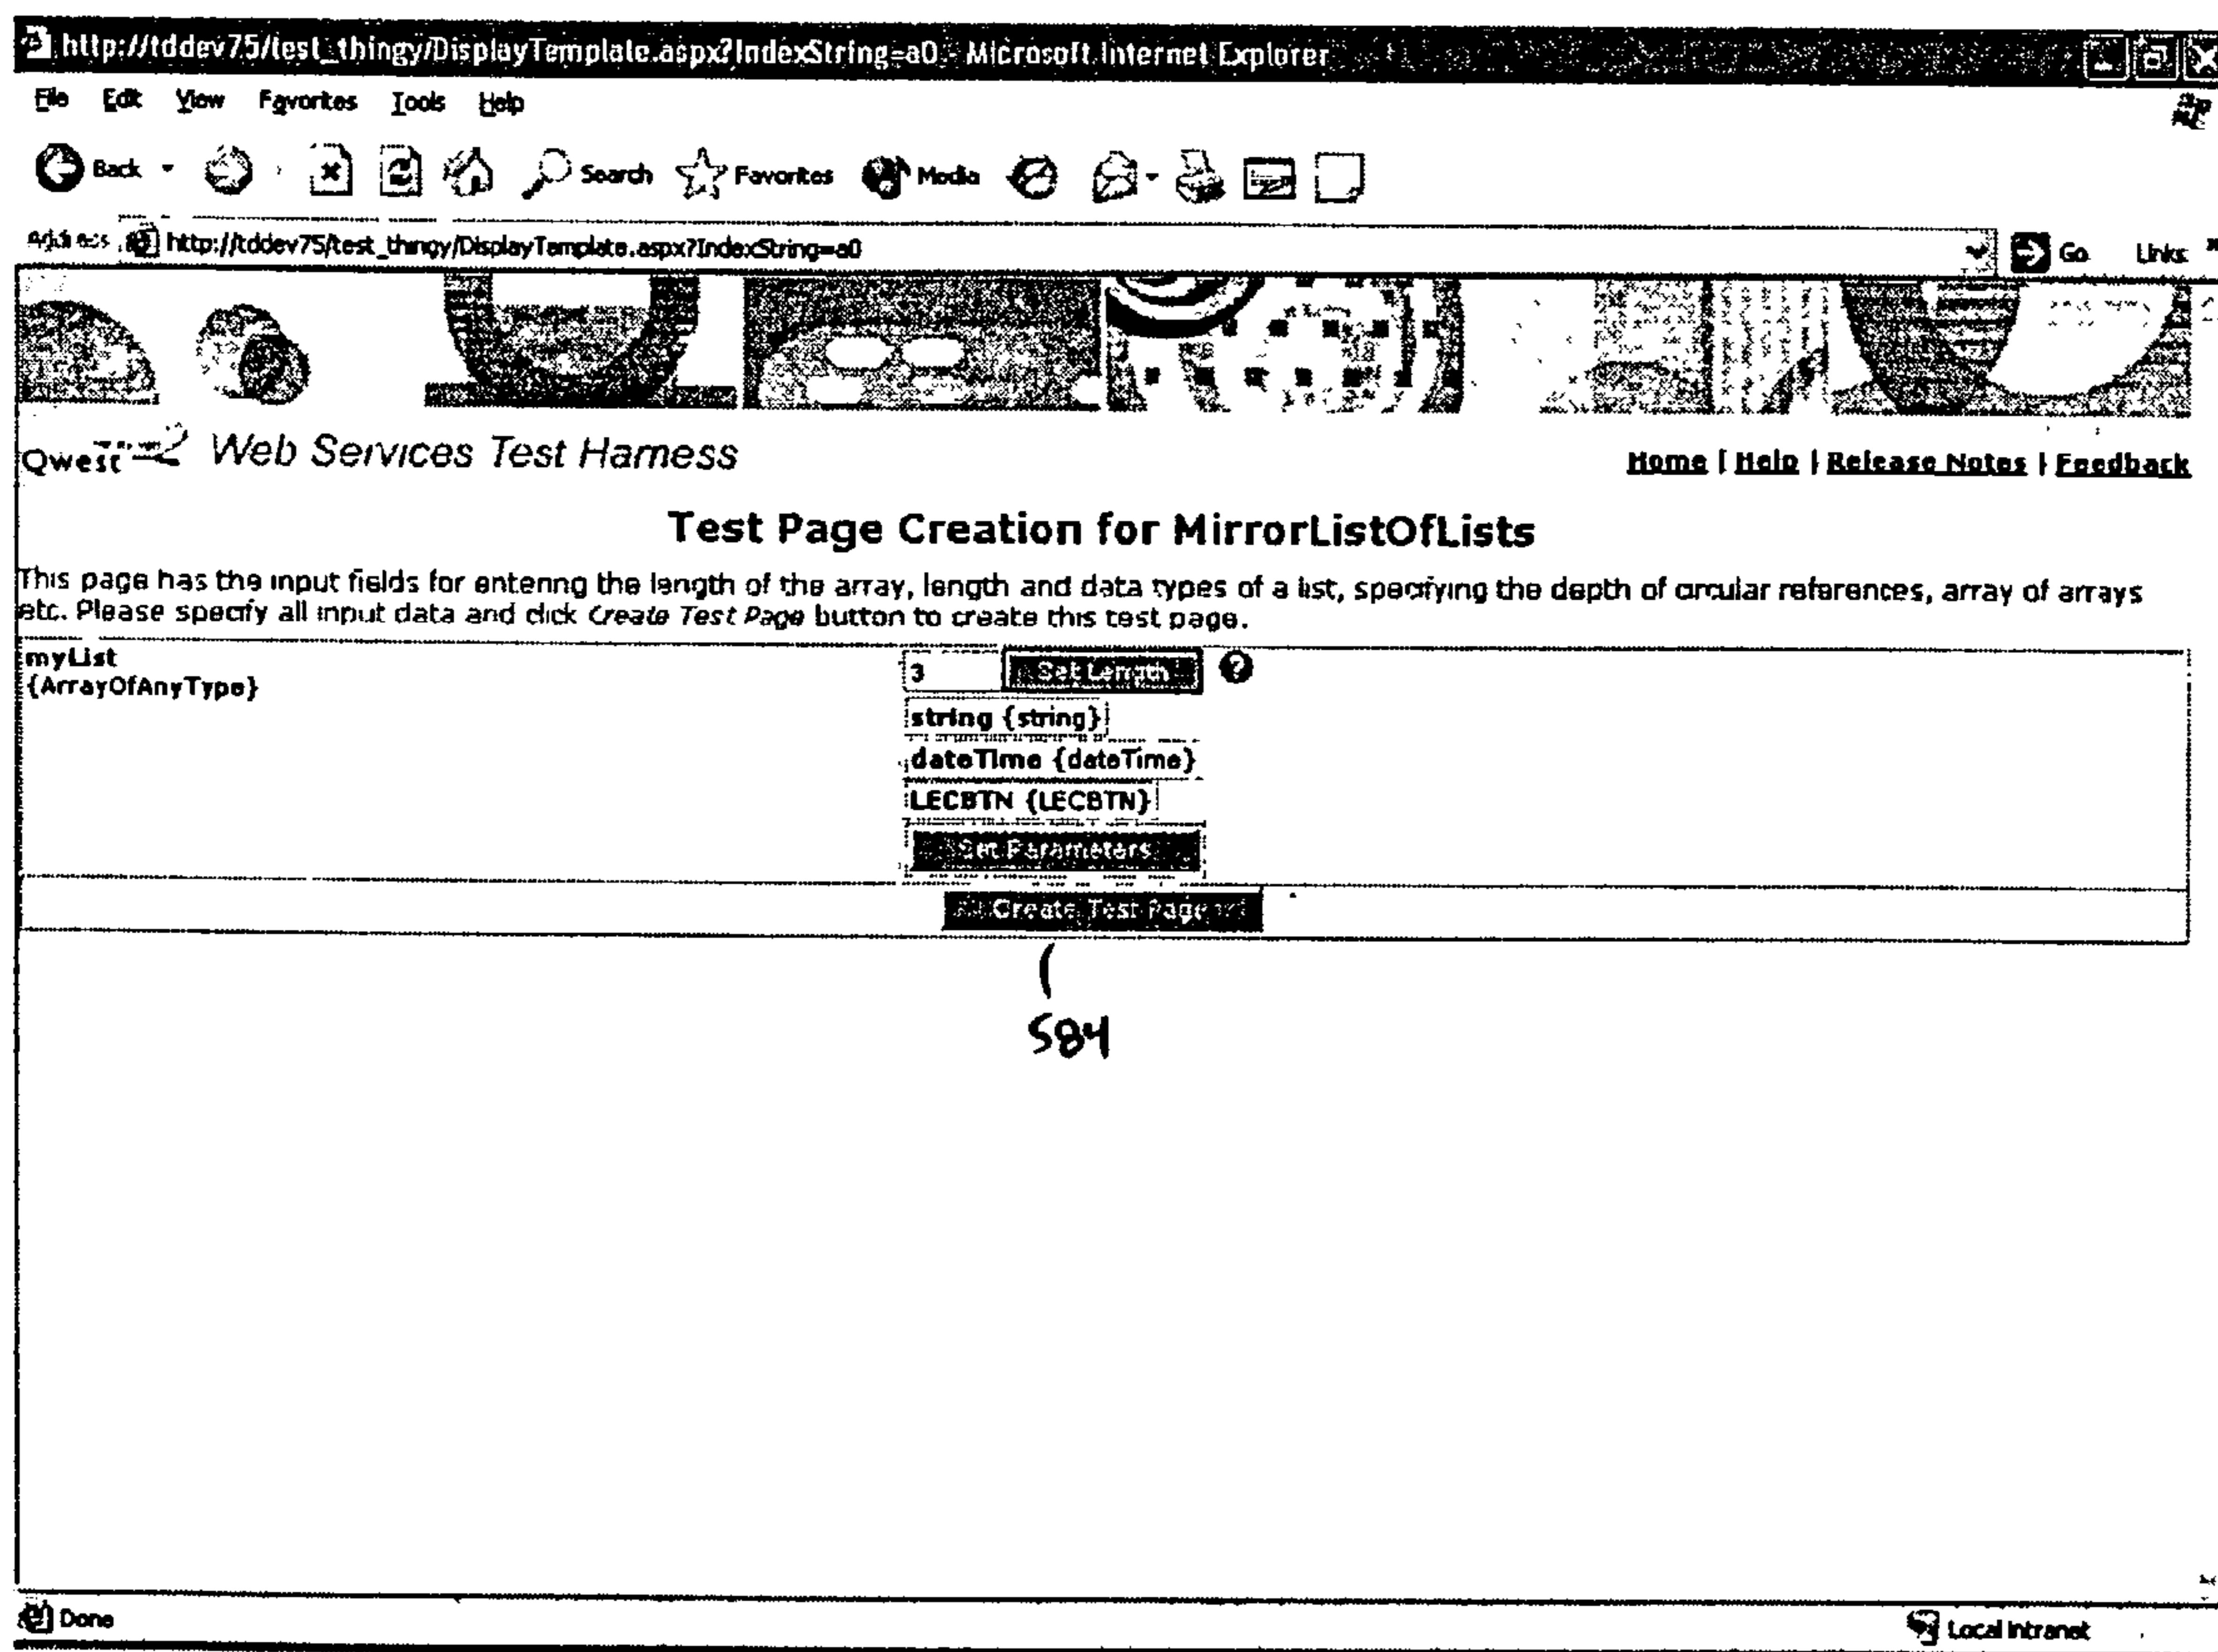 http://tddev75/test_thingy/DisplayTemplate.aspx?IndexString=a0 - Microsoft Internet Explorer
File Edit View Favorites Tools Help
Back Search Favorites Media
Address http://tddev75/test_thingy/DisplayTemplate.aspx?IndexString=a0 Go Links »
Qwest Web Services Test Harness Home | Help | Release Notes | Feedback
Test Page Creation for MirrorListOfLists
This page has the input fields for entering the length of the array, length and data types of a list, specifying the depth of circular references, array of arrays
etc. Please specify all input data and click Create Test Page button to create this test page.
myList 3 Set Length ?
{ArrayOfAnyType}
string {string}
dateTime {dateTime}
LECBTN {LECBTN}
Set Parameters
Create Test Page
584
Done Local intranet